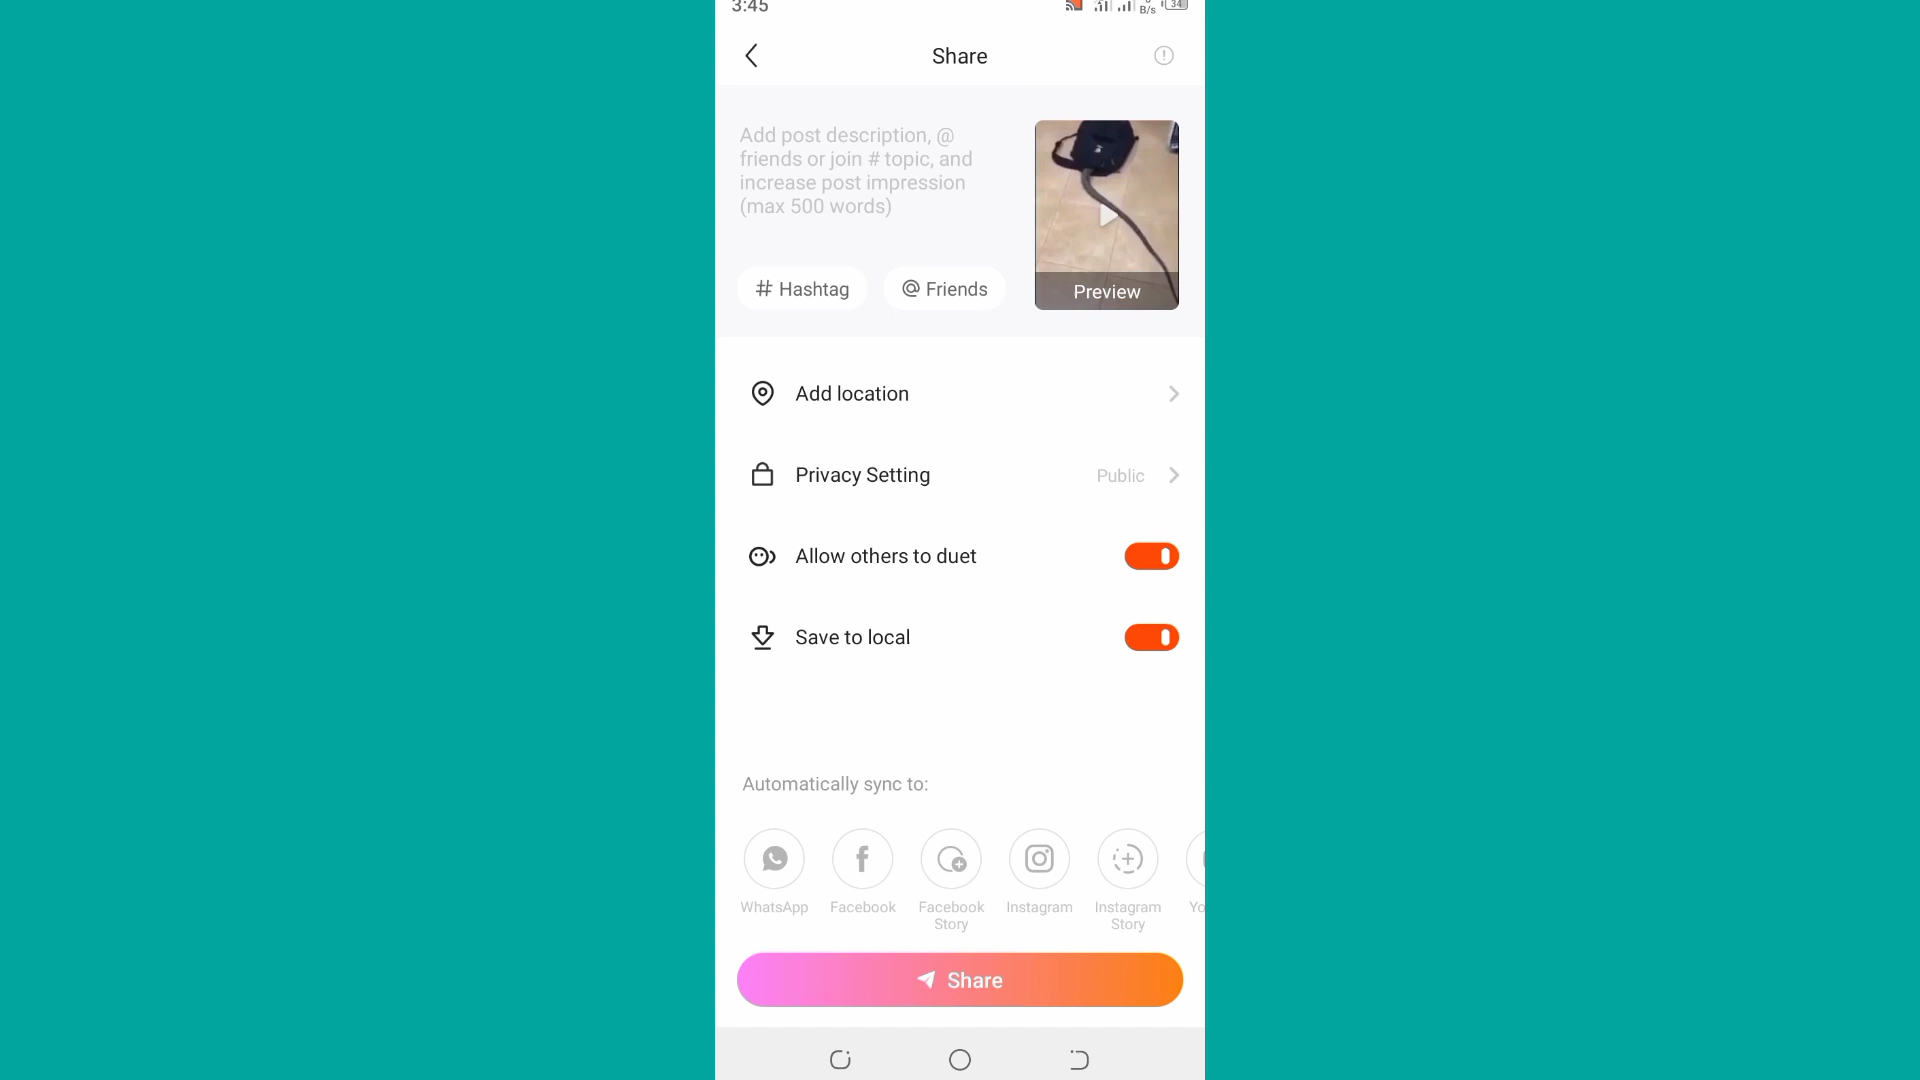 3:45
B/s
34
Share
Add post description, @
friends or join # topic, and
increase post impression
(max 500 words)
# Hashtag
@ Friends
Preview
Add location
Privacy Setting
Public
Allow others to duet
Save to local
Automatically sync to:
WhatsApp
Facebook
Facebook
Story
Instagram
Instagram
Story
Yo
Share